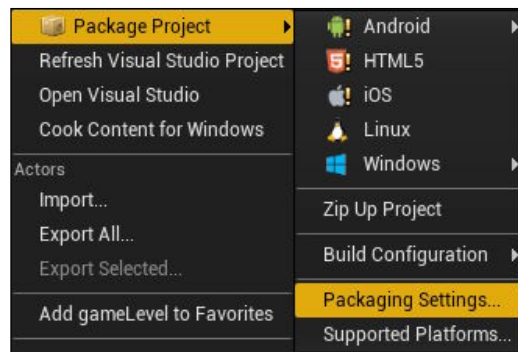 Package Project
Refresh Visual Studio Project
Open Visual Studio
Cook Content for Windows
Actors
Import...
Export All...
Export Selected...
Add gameLevel to Favorites
Android
HTML5
iOS
Linux
Windows
Zip Up Project
Build Configuration
Packaging Settings...
Supported Platforms...